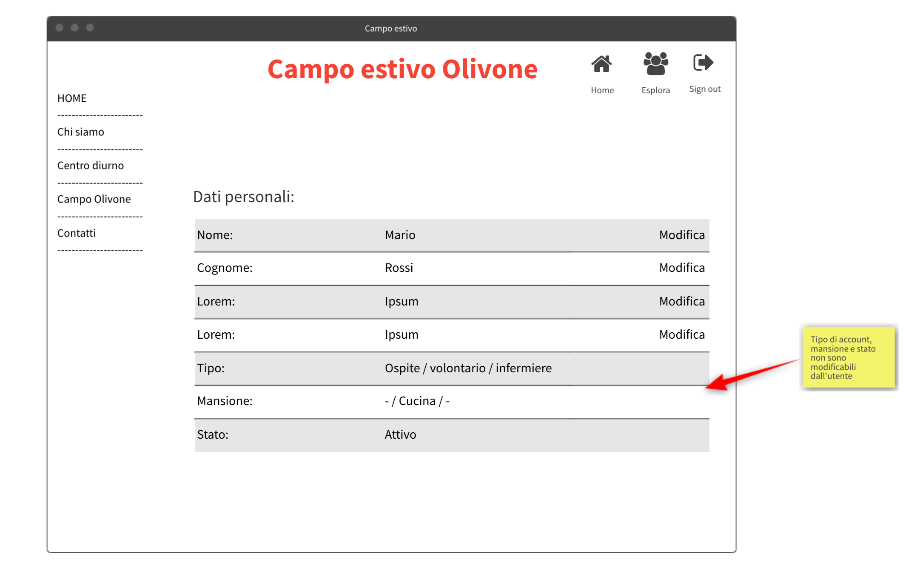 Campo estivo
Campo estivo Olivone
Home Esplora Sign out
HOME
------------------------
Chi siamo
------------------------
Centro diurno
------------------------
Campo Olivone
------------------------
Contatti
------------------------
Dati personali:
Nome: Mario Modifica
Cognome: Rossi Modifica
Lorem: Ipsum Modifica
Lorem: Ipsum Modifica
Tipo: Ospite / volontario / infermiere
Mansione: - / Cucina / -
Stato: Attivo
Tipo di account,
mansione e stato
non sono
modificabili
dall'utente